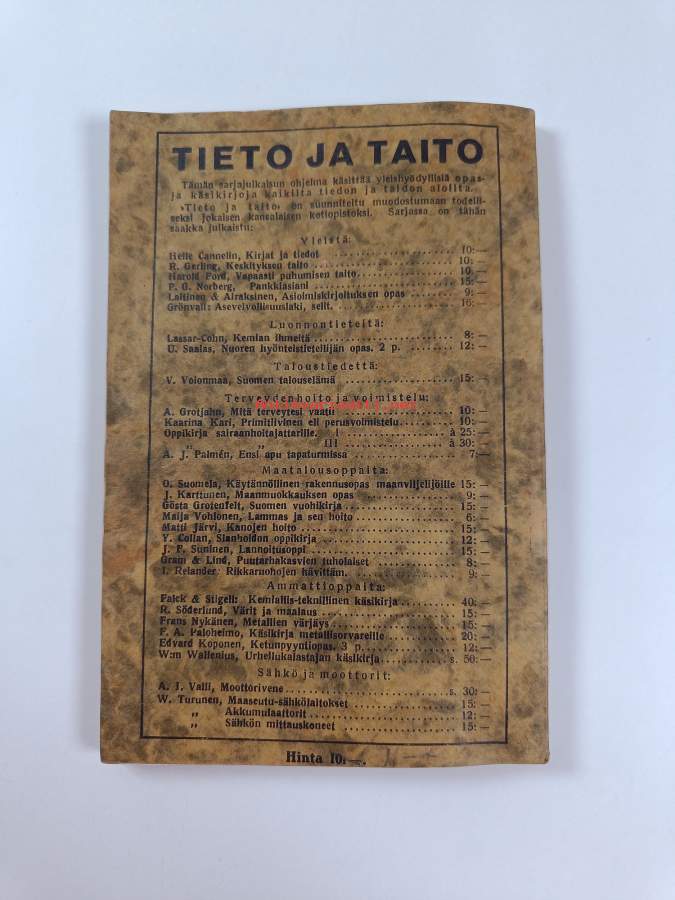 TIETO JA TAITO
Tämän sarjajulkaisun ohjelma käsittää yleishyödyllisiä opas-
ja käsikirjoja kaikilta tiedon ja taidon aloilta.
»Tieto ja taito» on suunniteltu muodostumaan todelli-
seksi jokaisen kansalaisen kotiopistoksi. Sarjassa on tähän
saakka julkaistu:
Yleistä:
Helle Cannelin, Kirjat ja tiedot 10:—
R. Gerling, Keskityksen taito 10:—
Harold Ford, Vapaasti puhumisen taito 10.—
P. G. Norberg, Pankkiasiani 15:—
Laitinen & Airaksinen, Asioimiskirjoituksen opas 9:—
Grönvall: Asevelvollisuuslaki, selit. 16:—
Luonnontieteitä:
Lassar-Cohn, Kemian ihmeitä 8:—
U. Saalas, Nuoren hyönteistieteilijän opas. 2 p. 12:—
Taloustiedettä:
V. Voionmaa, Suomen talouselämä 15:—
Terveydenhoito ja voimistelu:
A. Grotjahn, Mitä terveytesi vaatii 10:—
Kaarina Kari, Primitiivinen eli perusvoimistelu 10:—
Oppikirja sairaanhoitajattarille. I à 25:—
„ „ III à 30:—
A. J. Palmén, Ensi apu tapaturmissa 7:—
Maatalousoppaita:
O. Suomela, Käytännöllinen rakennusopas maanviljelijöille 15:—
J. Karttunen, Maanmuokkauksen opas 9:—
Gösta Grotenfelt, Suomen vuohikirja 15:—
Maija Vohlonen, Lammas ja sen hoito 6:—
Matti Järvi, Kanojen hoito 15:—
Y. Collan, Sianhoidon oppikirja 12:—
J. F. Suninen, Lannoitusoppi 15:—
Gram & Lind, Puutarhakasvien tuholaiset 8:—
I. Relander: Rikkaruohojen hävittäm. 9:—
Ammattioppaita:
Falck & Stigell: Kemiallis-teknillinen käsikirja 40:—
R. Söderlund, Värit ja maalaus 15:—
Frans Nykänen, Metallien värjäys 15:—
F. A. Paloheimo, Käsikirja metallisorvareille 20:—
Edvard Koponen, Ketunpyyntiopas. 3 p. 12:—
W:m Wallenius, Urheilukalastajan käsikirja s. 50:—
Sähkö ja moottorit:
A. I. Valli, Moottorivene s. 30:—
W. Turunen, Maaseutu-sähkölaitokset 15:—
„ Akkumulaattorit 12:—
„ Sähkön mittauskoneet 15:—
Hinta 10:—.